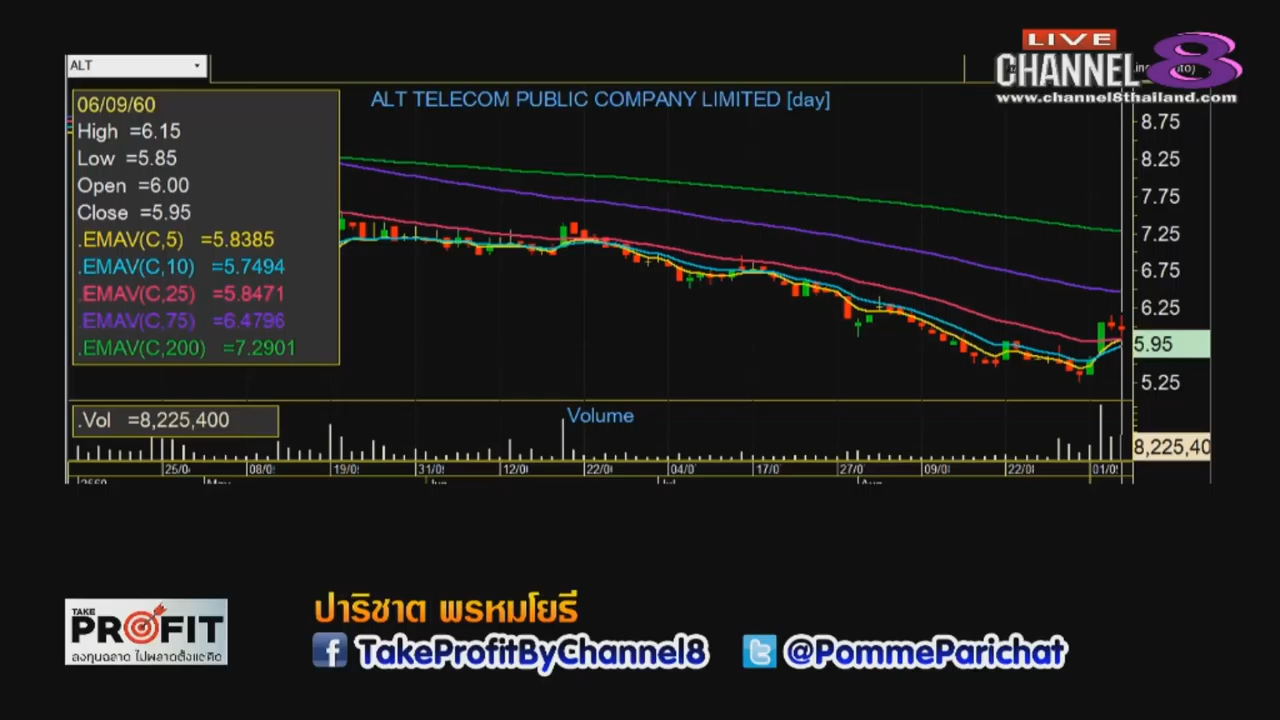 LIVE
CHANNEL 8
www.channel8thailand.com
ALT
ALT TELECOM PUBLIC COMPANY LIMITED [day]
06/09/60
High =6.15
Low =5.85
Open =6.00
Close =5.95
.EMAV(C,5) =5.8385
.EMAV(C,10) =5.7494
.EMAV(C,25) =5.8471
.EMAV(C,75) =6.4796
.EMAV(C,200) =7.2901
8.75
8.25
7.75
7.25
6.75
6.25
5.95
5.25
.Vol =8,225,400
Volume
8,225,40
25/0 08/0 19/0 31/0 12/0 22/0 04/0 17/0 27/0 09/0 22/0 01/0
TAKE
PROFIT
ลงทุนฉลาด ไม่พลาดตั้งแต่คิด
ปาริชาต พรหมโยธี
TakeProfitByChannel8
@PommeParichat